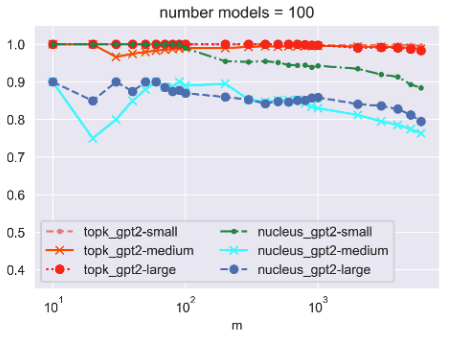 number models = 100
1.0
0.9
0.8
0.7
0.6
0.5
0.4
topk_gpt2-small
topk_gpt2-medium
topk_gpt2-large
nucleus_gpt2-small
nucleus_gpt2-medium
nucleus_gpt2-large
10^1 10^2 10^3
m